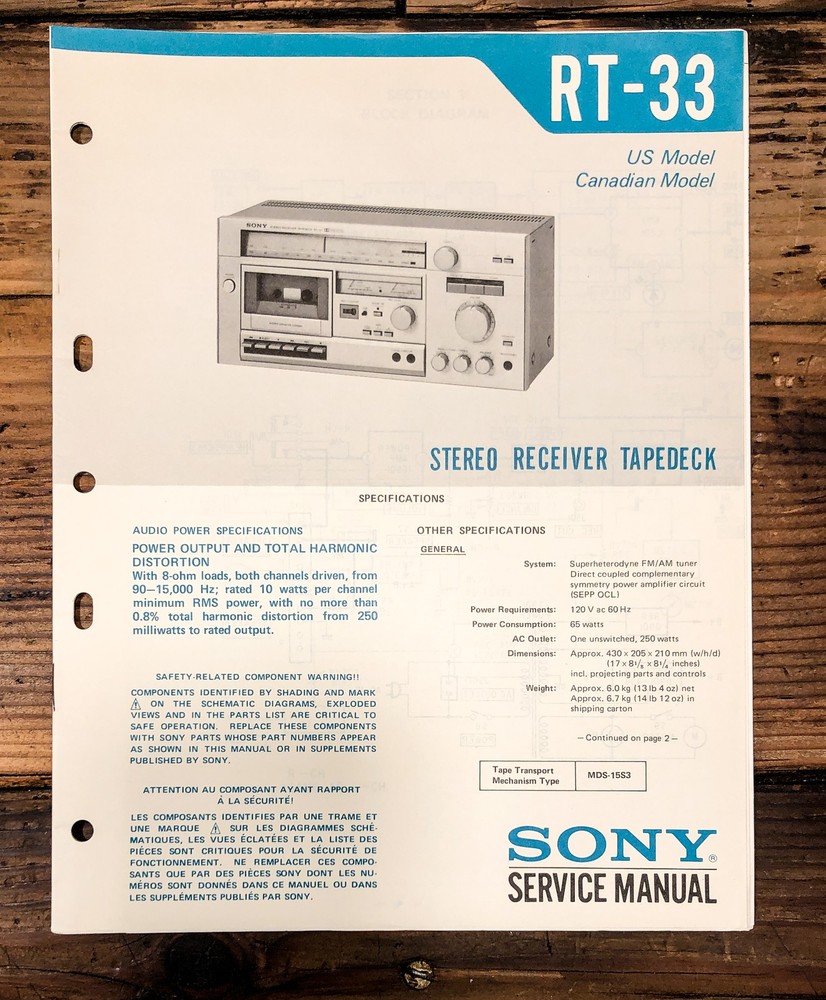 RT-33
US Model
Canadian Model
SONY
STEREO RECEIVER TAPEDECK
SPECIFICATIONS
AUDIO POWER SPECIFICATIONS
POWER OUTPUT AND TOTAL HARMONIC
DISTORTION
With 8-ohm loads, both channels driven, from
90–15,000 Hz; rated 10 watts per channel
minimum RMS power, with no more than
0.8% total harmonic distortion from 250
milliwatts to rated output.
SAFETY-RELATED COMPONENT WARNING!!
COMPONENTS IDENTIFIED BY SHADING AND MARK
⚠ ON THE SCHEMATIC DIAGRAMS, EXPLODED
VIEWS AND IN THE PARTS LIST ARE CRITICAL TO
SAFE OPERATION. REPLACE THESE COMPONENTS
WITH SONY PARTS WHOSE PART NUMBERS APPEAR
AS SHOWN IN THIS MANUAL OR IN SUPPLEMENTS
PUBLISHED BY SONY.
ATTENTION AU COMPOSANT AYANT RAPPORT
À LA SÉCURITÉ!
LES COMPOSANTS IDENTIFIÉS PAR UNE TRAME ET
UNE MARQUE ⚠ SUR LES DIAGRAMMES SCHÉ-
MATIQUES, LES VUES ÉCLATÉES ET LA LISTE DES
PIÈCES SONT CRITIQUES POUR LA SÉCURITÉ DE
FONCTIONNEMENT. NE REMPLACER CES COMPO-
SANTS QUE PAR DES PIÈCES SONY DONT LES NU-
MÉROS SONT DONNÉS DANS CE MANUEL OU DANS
LES SUPPLÉMENTS PUBLIÉS PAR SONY.
OTHER SPECIFICATIONS
GENERAL
System: Superheterodyne FM/AM tuner
Direct coupled complementary
symmetry power amplifier circuit
(SEPP OCL)
Power Requirements: 120 V ac 60 Hz
Power Consumption: 65 watts
AC Outlet: One unswitched, 250 watts
Dimensions: Approx. 430 x 205 x 210 mm (w/h/d)
(17 x 8 1/8 x 8 1/4 inches)
incl. projecting parts and controls
Weight: Approx. 6.0 kg (13 lb 4 oz) net
Approx. 6.7 kg (14 lb 12 oz) in
shipping carton
—Continued on page 2—
Tape Transport
Mechanism Type MDS-15S3
SONY®
SERVICE MANUAL